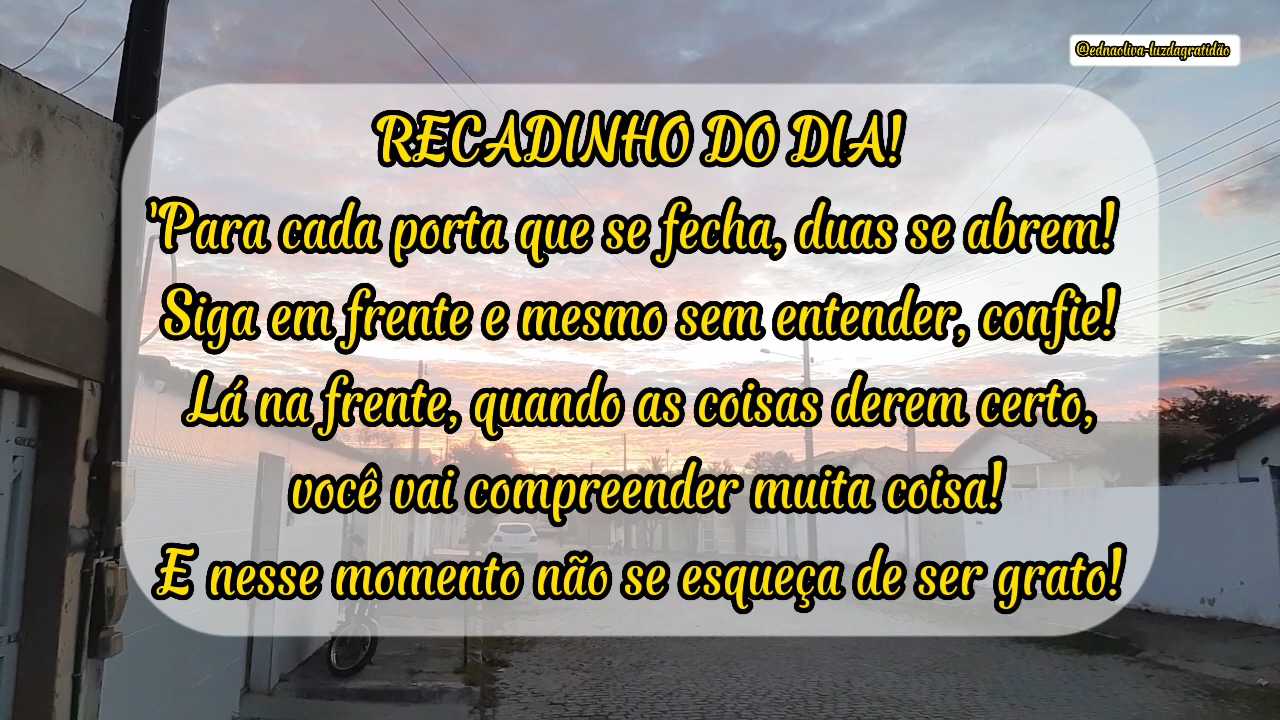 @ednaoliva-luzdagratidão
RECADINHO DO DIA!
"Para cada porta que se fecha, duas se abrem!
Siga em frente e mesmo sem entender, confie!
Lá na frente, quando as coisas derem certo,
você vai compreender muita coisa!
E nesse momento não se esqueça de ser grato!